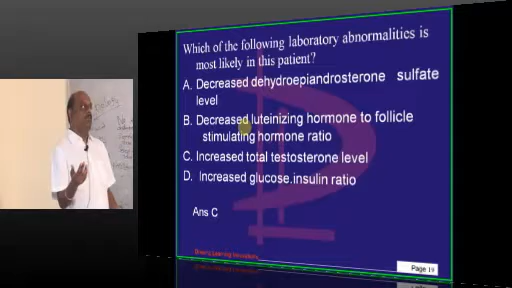 Which of the following laboratory abnormalities is
most likely in this patient?
A. Decreased dehydroepiandrosterone sulfate
level
B. Decreased luteinizing hormone to follicle
stimulating hormone ratio
C. Increased total testosterone level
D. Increased glucose.insulin ratio
Ans C
Page 19